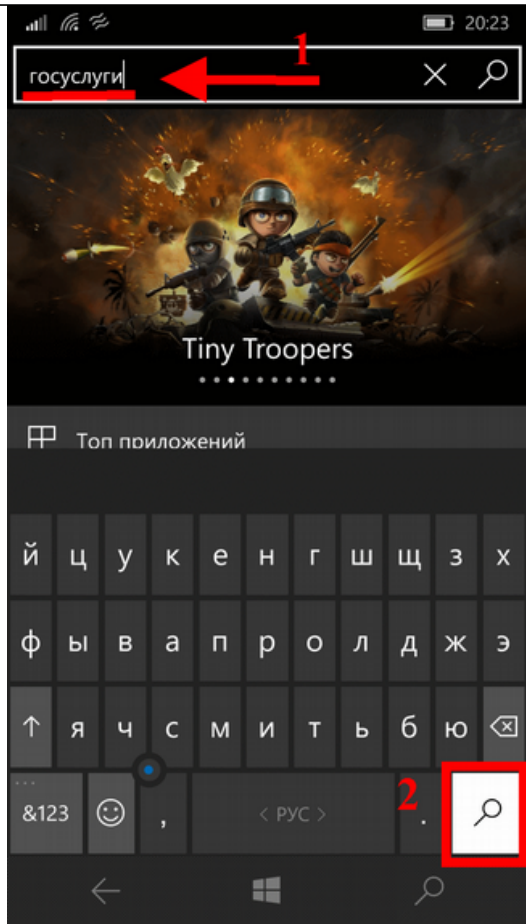 20:23
1
госуслуги
Tiny Troopers
Топ приложений
й ц у к е н г ш щ з х
ф ы в а п р о л д ж э
я ч с м и т ь б ю
2
&123 , < РУС > .